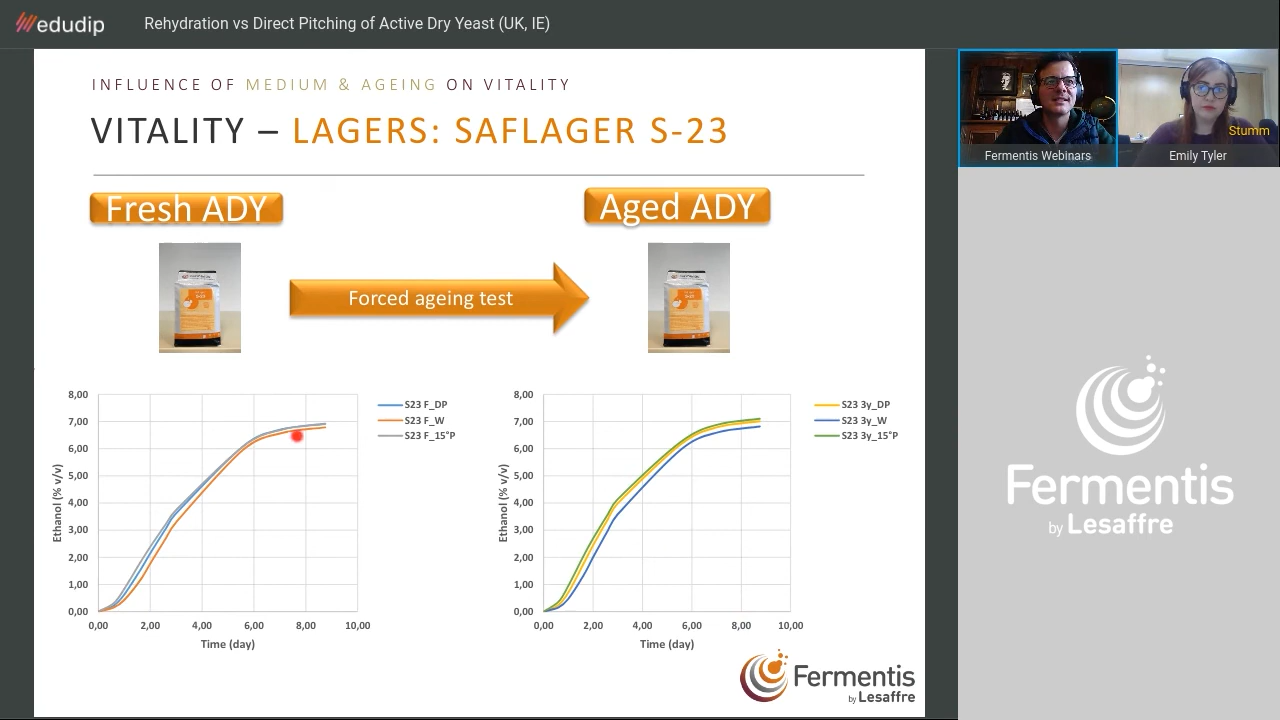 edudip
Rehydration vs Direct Pitching of Active Dry Yeast (UK, IE)
INFLUENCE OF MEDIUM & AGEING ON VITALITY
VITALITY – LAGERS: SAFLAGER S-23
Fresh ADY
Aged ADY
Forced ageing test
S-23
S-23
8,00
7,00
6,00
5,00
4,00
3,00
2,00
1,00
0,00
Ethanol (% v/v)
0,00 2,00 4,00 6,00 8,00 10,00
Time (day)
S23 F_DP
S23 F_W
S23 F_15°P
8,00
7,00
6,00
5,00
4,00
3,00
2,00
1,00
0,00
Ethanol (% v/v)
0,00 2,00 4,00 6,00 8,00 10,00
Time (day)
S23 3y_DP
S23 3y_W
S23 3y_15°P
Fermentis
by Lesaffre
Stumm
Fermentis Webinars
Emily Tyler
Fermentis
by Lesaffre